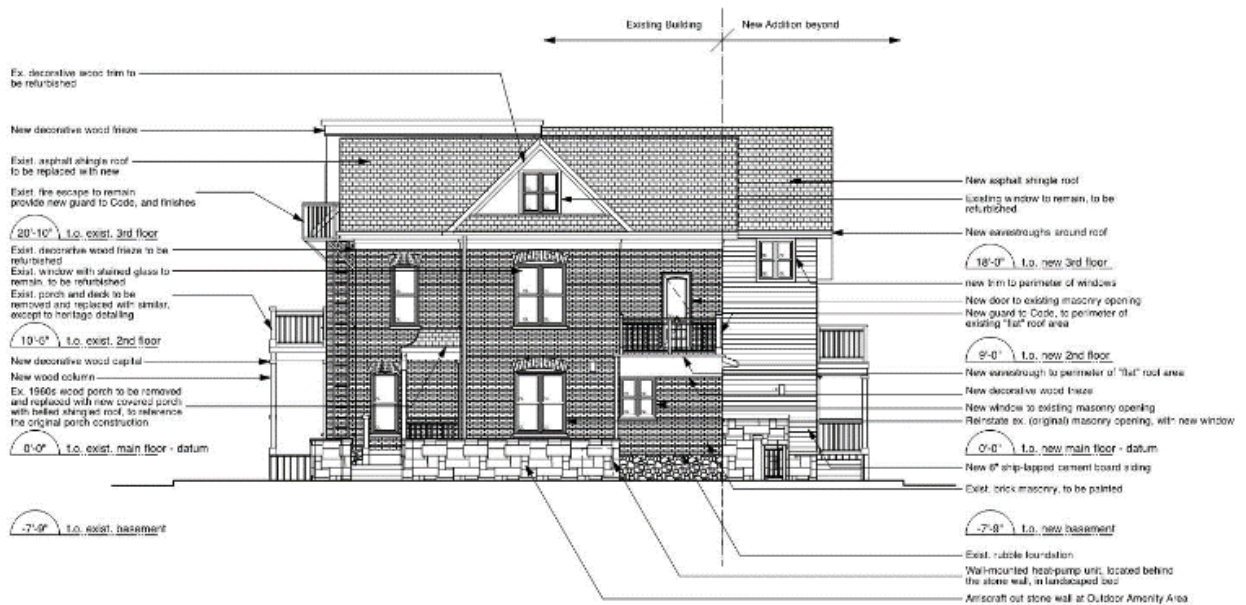 Existing Building
New Addition beyond
Ex. decorative wood trim to
be refurbished
New decorative wood frieze
Exist. asphalt shingle roof
to be replaced with new
Exist. fire escape to remain
provide new guard to Code, and finishes
20'-10" t.o. exist. 3rd floor
Exist. decorative wood frieze to be
refurbished
Exist. window with stained glass to
remain, to be refurbished
Exist. porch and deck to be
removed and replaced with similar,
except to heritage detailing
10'-5" t.o. exist. 2nd floor
New decorative wood capital
New wood column
Ex. 1960s wood porch to be removed
and replaced with new covered porch
with belled shingled roof, to reference
the original porch construction
0'-0" t.o. exist. main floor - datum
-7'-9" t.o. exist. basement
New asphalt shingle roof
Existing window to remain, to be
refurbished
New eavestroughs around roof
18'-0" t.o. new 3rd floor
new trim to perimeter of windows
New door to existing masonry opening
New guard to Code, to perimeter of
existing "flat" roof area
9'-0" t.o. new 2nd floor
New eavestrough to perimeter of "flat" roof area
New decorative wood frieze
New window to existing masonry opening
Reinstate ex. (original) masonry opening, with new window
0'-0" t.o. new main floor - datum
New 6" ship-lapped cement board siding
Exist. brick masonry, to be painted
-7'-9" t.o. new basement
Exist. rubble foundation
Wall-mounted heat-pump unit, located behind
the stone wall, in landscaped bed
Arriscraft cut stone wall at Outdoor Amenity Area